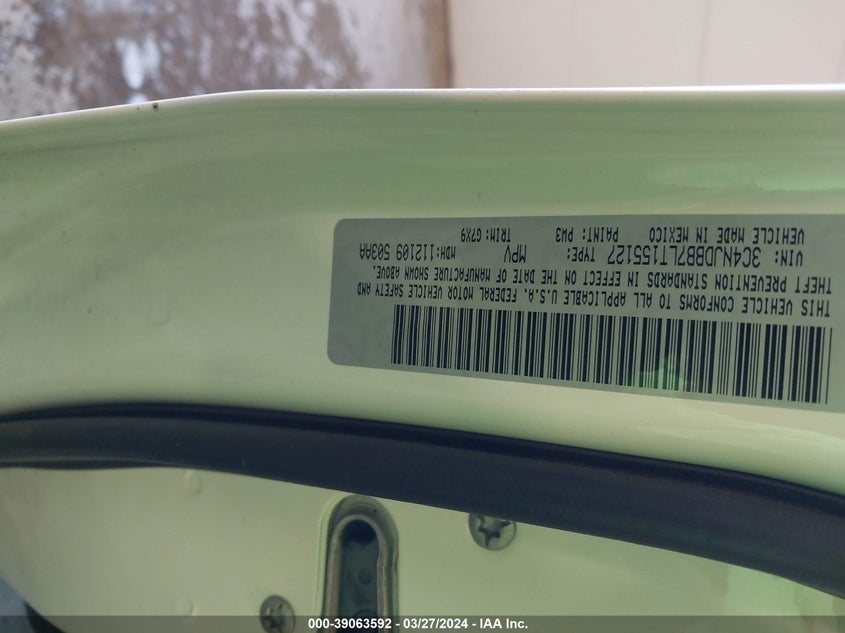 THIS VEHICLE CONFORMS TO ALL APPLICABLE U.S.A. FEDERAL MOTOR VEHICLE SAFETY AND
THEFT PREVENTION STANDARDS IN EFFECT ON THE DATE OF MANUFACTURE SHOWN ABOVE.
VIN: 3C4NJDBB7LT155127 TYPE: MPV MDH:112109 503AA
VEHICLE MADE IN MEXICO PAINT: PW3 TRIM:G7X9
000-39063592 - 03/27/2024 - IAA Inc.